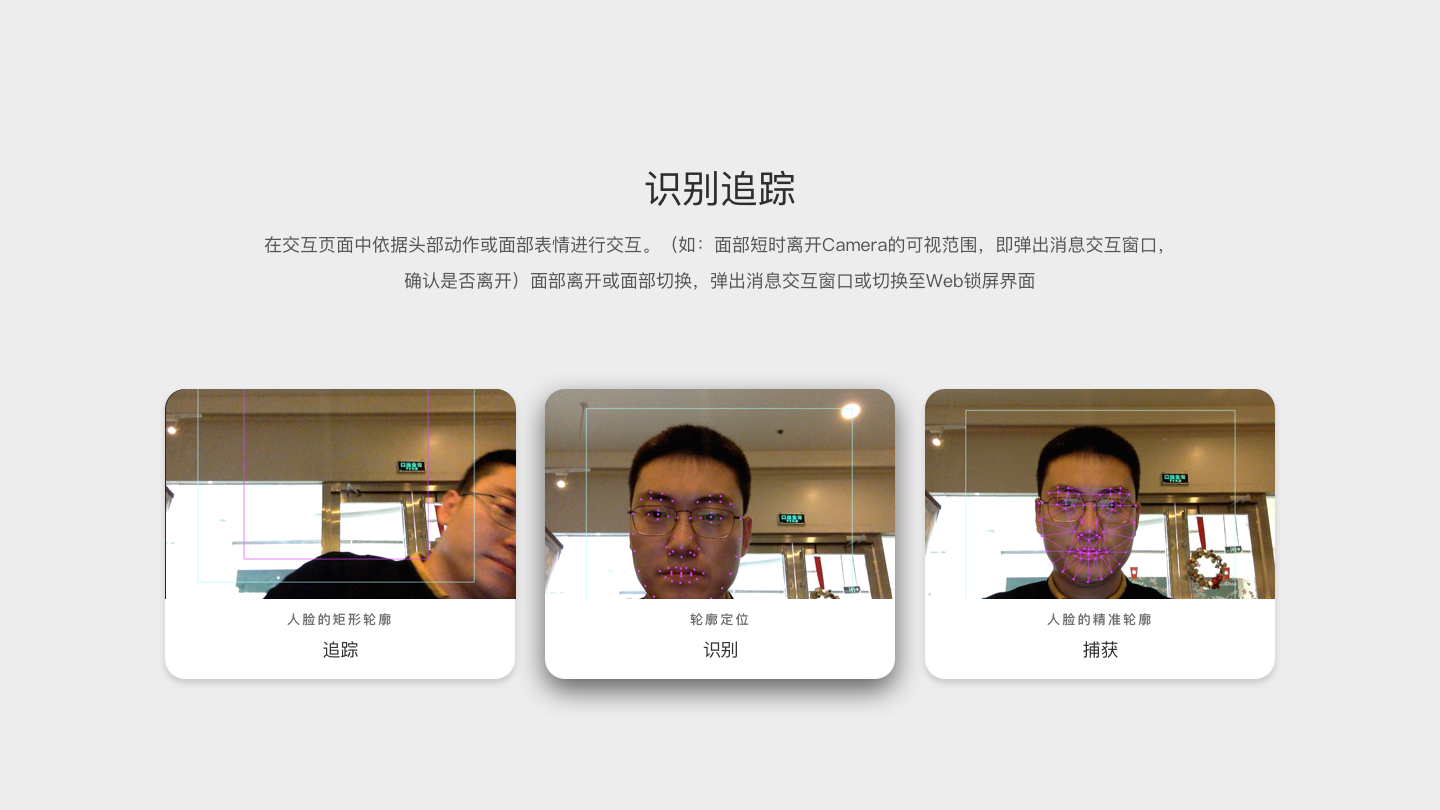 识别追踪
在交互页面中依据头部动作或面部表情进行交互。（如：面部短时离开Camera的可视范围，即弹出消息交互窗口，
确认是否离开）面部离开或面部切换，弹出消息交互窗口或切换至Web锁屏界面
人脸的矩形轮廓
追踪
轮廓定位
识别
人脸的精准轮廓
捕获